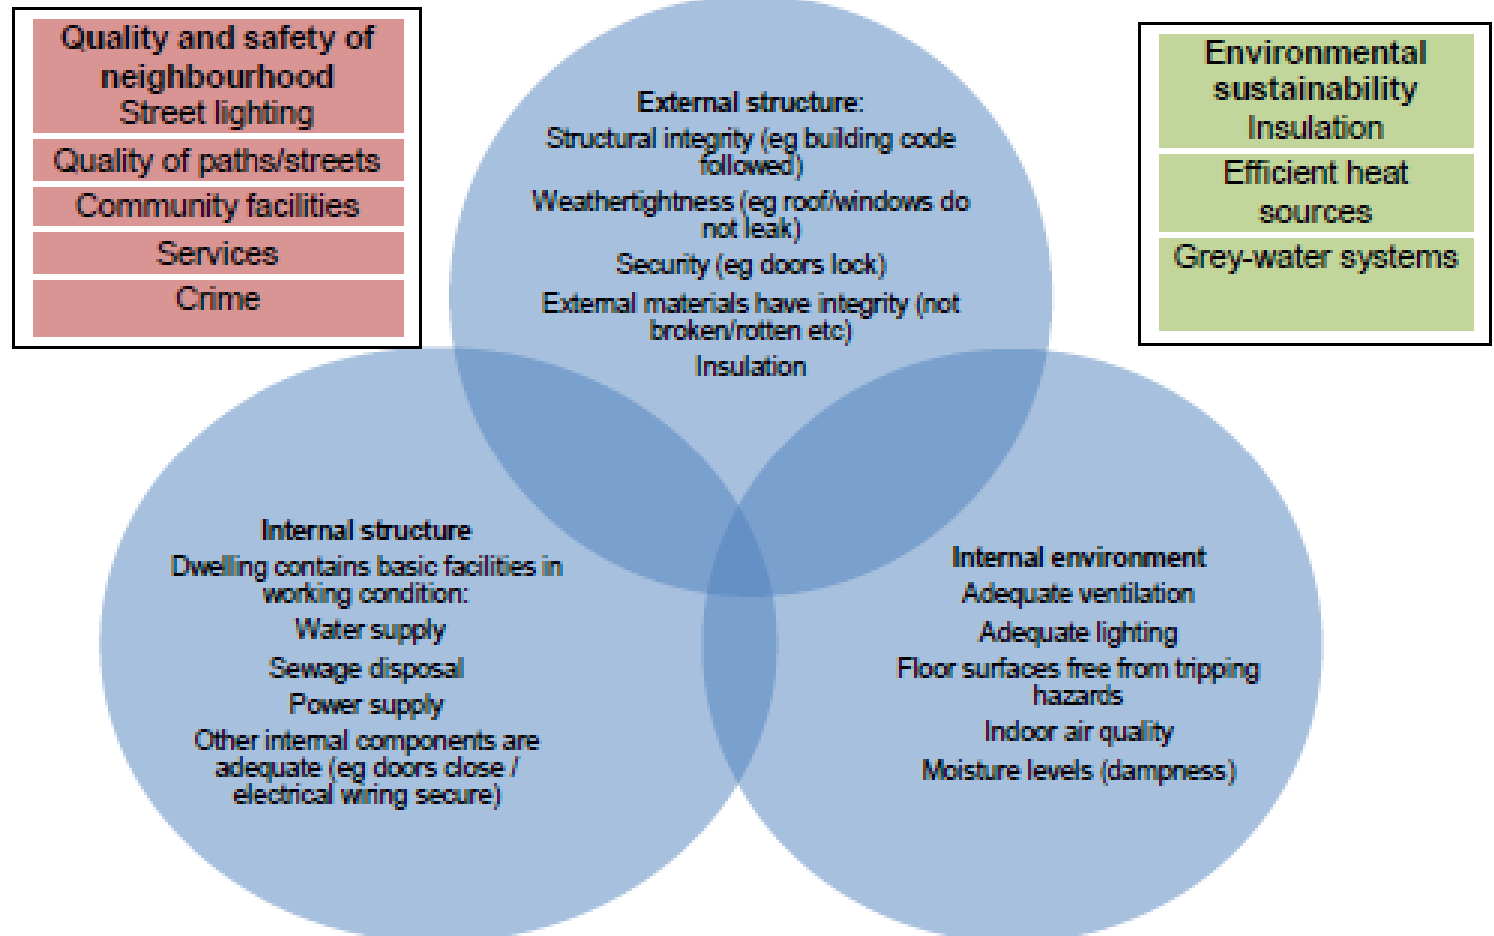 Quality and safety of
neighbourhood
Street lighting
Quality of paths/streets
Community facilities
Services
Crime
External structure:
Structural integrity (eg building code
followed)
Weathertightness (eg roof/windows do
not leak)
Security (eg doors lock)
External materials have integrity (not
broken/rotten etc)
Insulation
Environmental
sustainability
Insulation
Efficient heat
sources
Grey-water systems
Internal structure
Dwelling contains basic facilities in
working condition:
Water supply
Sewage disposal
Power supply
Other internal components are
adequate (eg doors close /
electrical wiring secure)
Internal environment
Adequate ventilation
Adequate lighting
Floor surfaces free from tripping
hazards
Indoor air quality
Moisture levels (dampness)